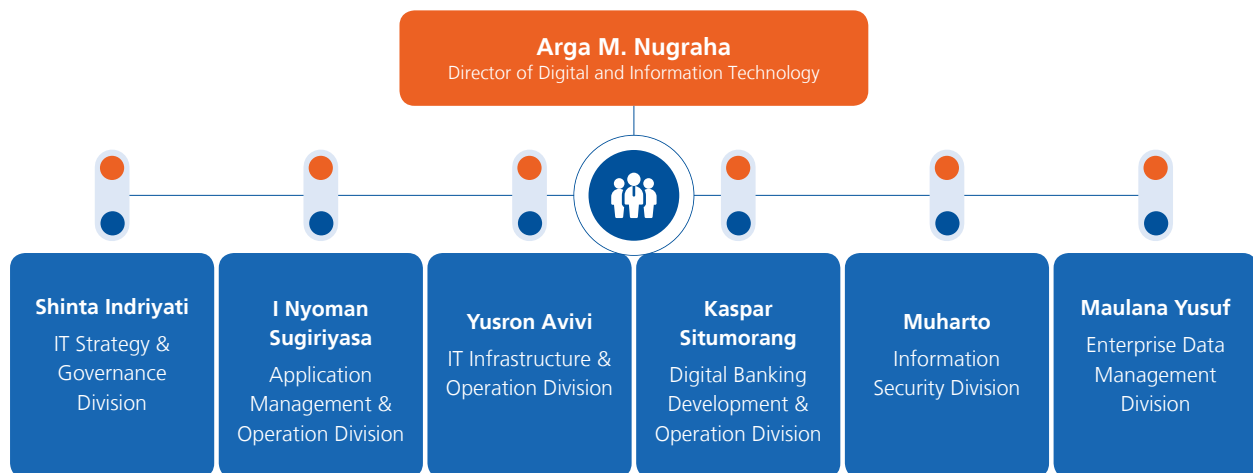 Arga M. Nugraha
Director of Digital and Information Technology
Shinta Indriyati
IT Strategy &
Governance
Division
I Nyoman
Sugiriyasa
Application
Management &
Operation Division
Yusron Avivi
IT Infrastructure &
Operation Division
Kaspar
Situmorang
Digital Banking
Development &
Operation Division
Muharto
Information
Security Division
Maulana Yusuf
Enterprise Data
Management
Division